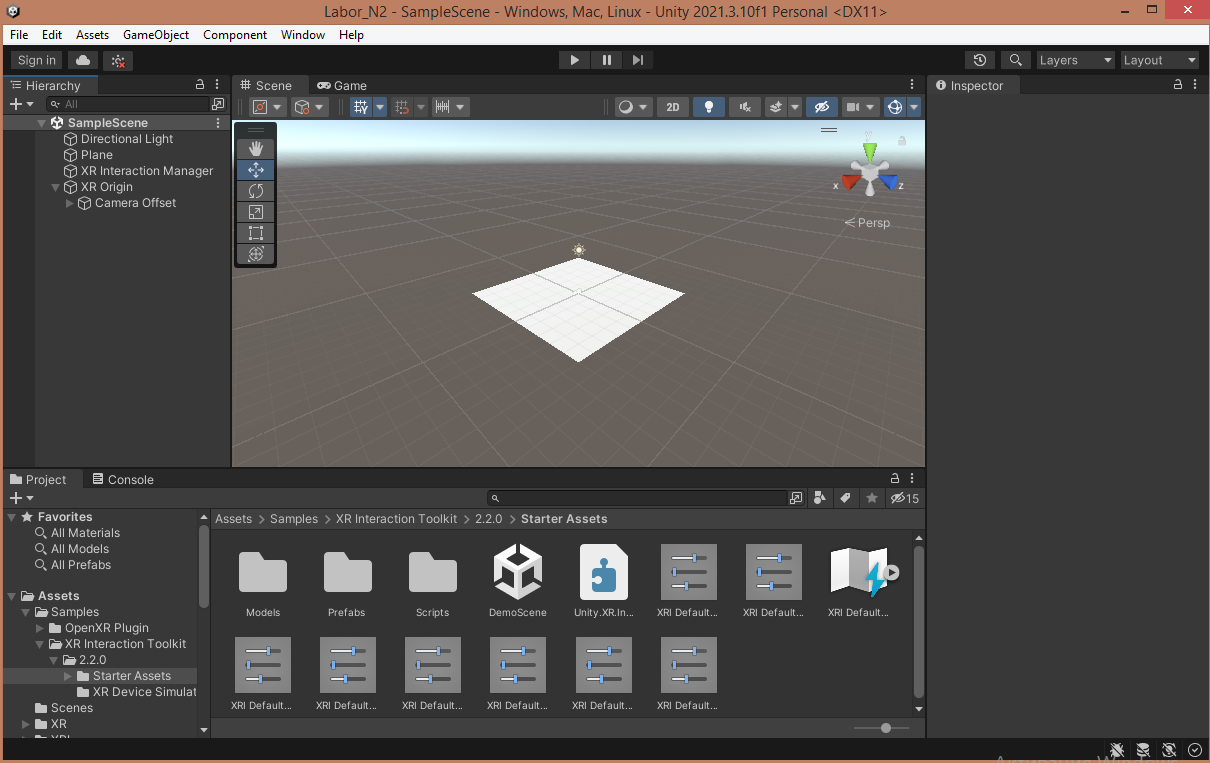 Labor_N2 - SampleScene - Windows, Mac, Linux - Unity 2021.3.10f1 Personal <DX11>
File Edit Assets GameObject Component Window Help
Sign in
Layers
Layout
Hierarchy
All
SampleScene
Directional Light
Plane
XR Interaction Manager
XR Origin
Camera Offset
Scene
Game
2D
y
x
z
Persp
Inspector
Project
Console
15
Favorites
All Materials
All Models
All Prefabs
Assets
Samples
OpenXR Plugin
XR Interaction Toolkit
2.2.0
Starter Assets
XR Device Simulat
Scenes
XR
Assets > Samples > XR Interaction Toolkit > 2.2.0 > Starter Assets
Models
Prefabs
Scripts
DemoScene
Unity.XR.In...
XRI Default...
XRI Default...
XRI Default...
XRI Default...
XRI Default...
XRI Default...
XRI Default...
XRI Default...
XRI Default...